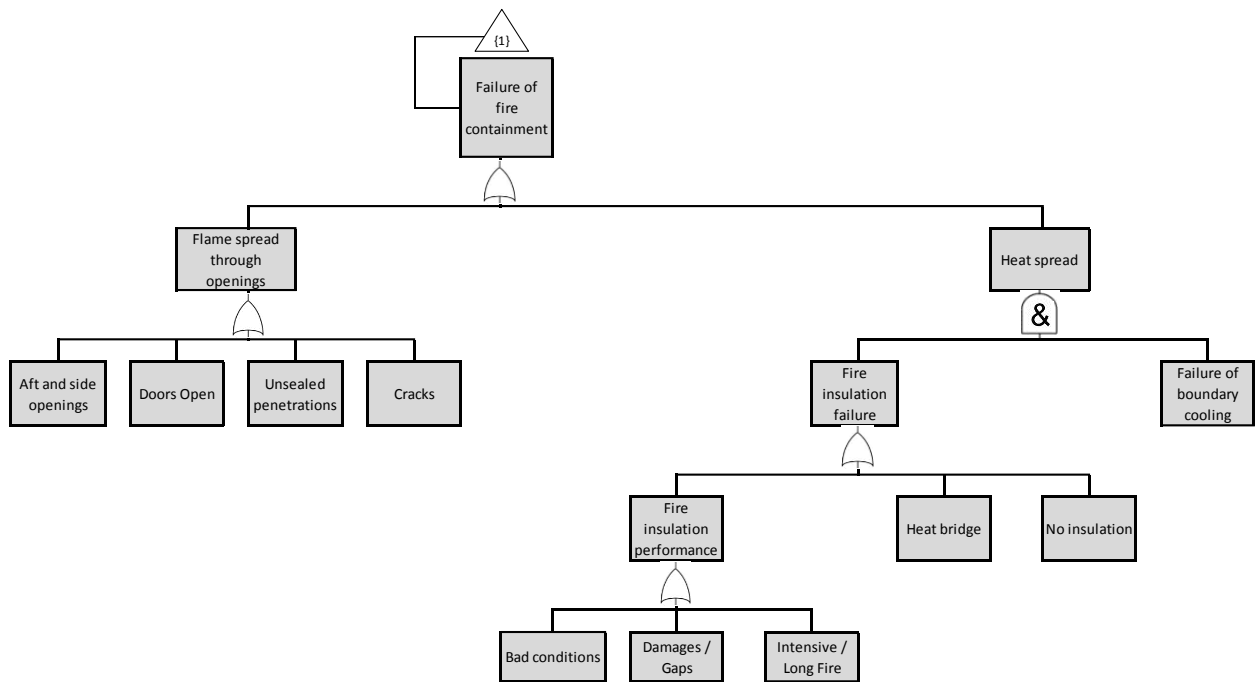 {1}
Failure of
fire
containment
Flame spread
through
openings
Heat spread
&
Aft and side
openings
Doors Open
Unsealed
penetrations
Cracks
Fire
insulation
failure
Failure of
boundary
cooling
Fire
insulation
performance
Heat bridge
No insulation
Bad conditions
Damages /
Gaps
Intensive /
Long Fire